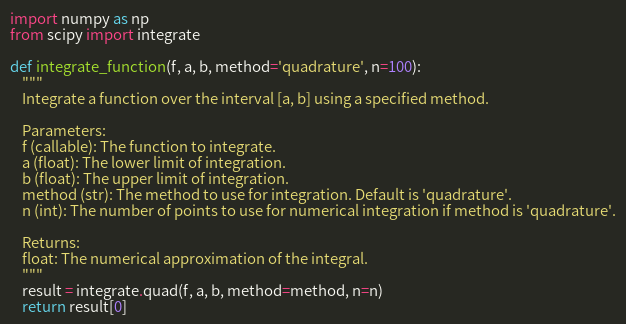 import numpy as np
from scipy import integrate

def integrate_function(f, a, b, method='quadrature', n=100):
    """
    Integrate a function over the interval [a, b] using a specified method.

    Parameters:
    f (callable): The function to integrate.
    a (float): The lower limit of integration.
    b (float): The upper limit of integration.
    method (str): The method to use for integration. Default is 'quadrature'.
    n (int): The number of points to use for numerical integration if method is 'quadrature'.

    Returns:
    float: The numerical approximation of the integral.
    """
    result = integrate.quad(f, a, b, method=method, n=n)
    return result[0]